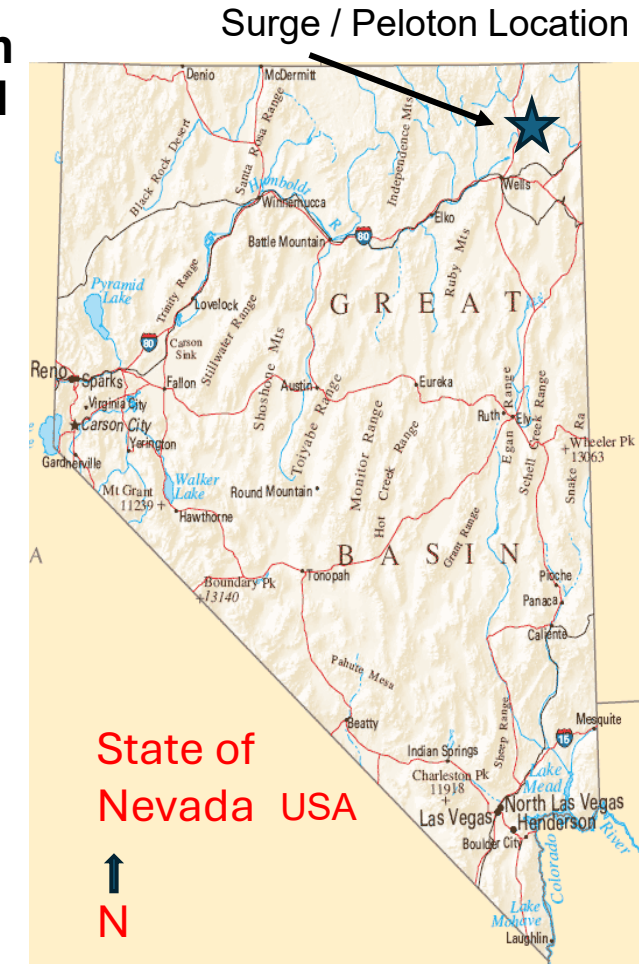 Surge / Peloton Location
n
d
Denio
McDermitt
Black Rock Desert
Santa Rosa Range
Independence Mts
Humboldt
R
Winnemucca
Wells
Elko
Battle Mountain
80
Ruby Mts
Pyramid
Lake
Trinity Range
Lovelock
GREAT
80
Carson
Sink
Stillwater Range
Shoshone Mts
Reno
Sparks
Fallon
Austin
Toiyabe Range
Eureka
Virginia City
Carson City
Yerington
Gardnerville
Monitor Range
Hot Creek Range
Ruth
Ely
Egan Range
Schell Creek Range
Snake Ra
Wheeler Pk
13063
Mt Grant
11239
Walker
Lake
Hawthorne
Round Mountain
Grant Range
A
BASIN
Boundary Pk
13140
Tonopah
Pioche
Panaca
Caliente
Pahute Mesa
Beatty
Sheep Range
Mesquite
15
State of
Nevada USA
Indian Springs
Charleston Pk
11918
Lake
Mead
Las Vegas
North Las Vegas
Henderson
Boulder City
Colorado
River
N
Lake
Mohave
Laughlin